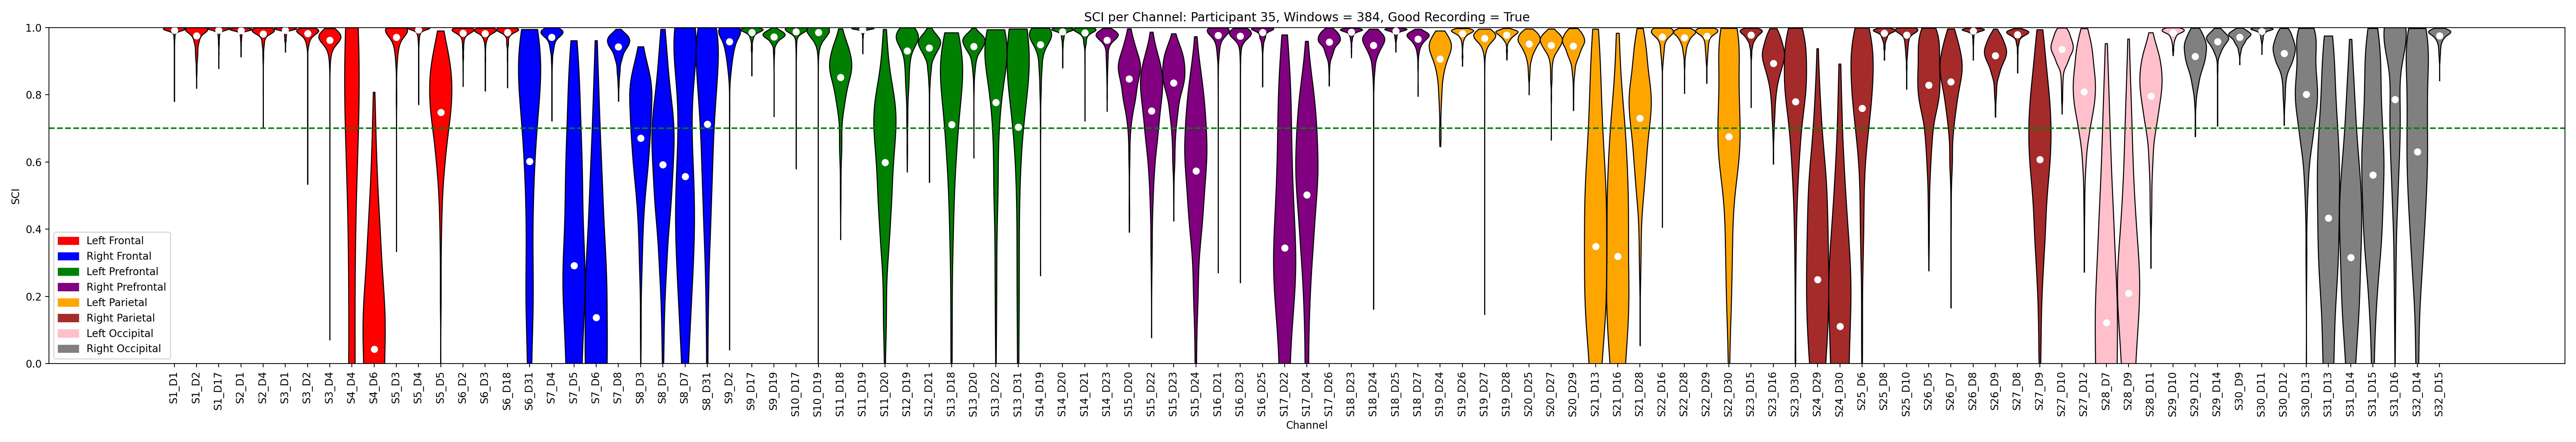 SCI per Channel: Participant 35, Windows = 384, Good Recording = True
SCI
1.0
0.8
0.6
0.4
0.2
0.0
Left Frontal
Right Frontal
Left Prefrontal
Right Prefrontal
Left Parietal
Right Parietal
Left Occipital
Right Occipital
S1_D1
S1_D2
S1_D17
S2_D1
S2_D4
S3_D1
S3_D2
S3_D4
S4_D4
S4_D6
S5_D3
S5_D4
S5_D5
S6_D2
S6_D3
S6_D18
S6_D31
S7_D4
S7_D5
S7_D6
S7_D8
S8_D3
S8_D5
S8_D7
S8_D31
S9_D2
S9_D17
S9_D19
S10_D17
S10_D19
S11_D18
S11_D19
S11_D20
S12_D19
S12_D21
S13_D18
S13_D20
S13_D22
S13_D31
S14_D19
S14_D20
S14_D21
S14_D23
S15_D20
S15_D22
S15_D23
S15_D24
S16_D21
S16_D23
S16_D25
S17_D22
S17_D24
S17_D26
S18_D23
S18_D24
S18_D25
S18_D27
S19_D24
S19_D26
S19_D27
S19_D28
S20_D25
S20_D27
S20_D29
S21_D13
S21_D16
S21_D28
S22_D16
S22_D28
S22_D29
S22_D30
S23_D15
S23_D16
S23_D30
S24_D29
S24_D30
S25_D6
S25_D8
S25_D10
S26_D5
S26_D7
S26_D8
S26_D9
S27_D8
S27_D9
S27_D10
S27_D12
S28_D7
S28_D9
S28_D11
S29_D10
S29_D12
S29_D14
S30_D9
S30_D11
S30_D12
S30_D13
S31_D13
S31_D14
S31_D15
S31_D16
S32_D14
S32_D15
Channel